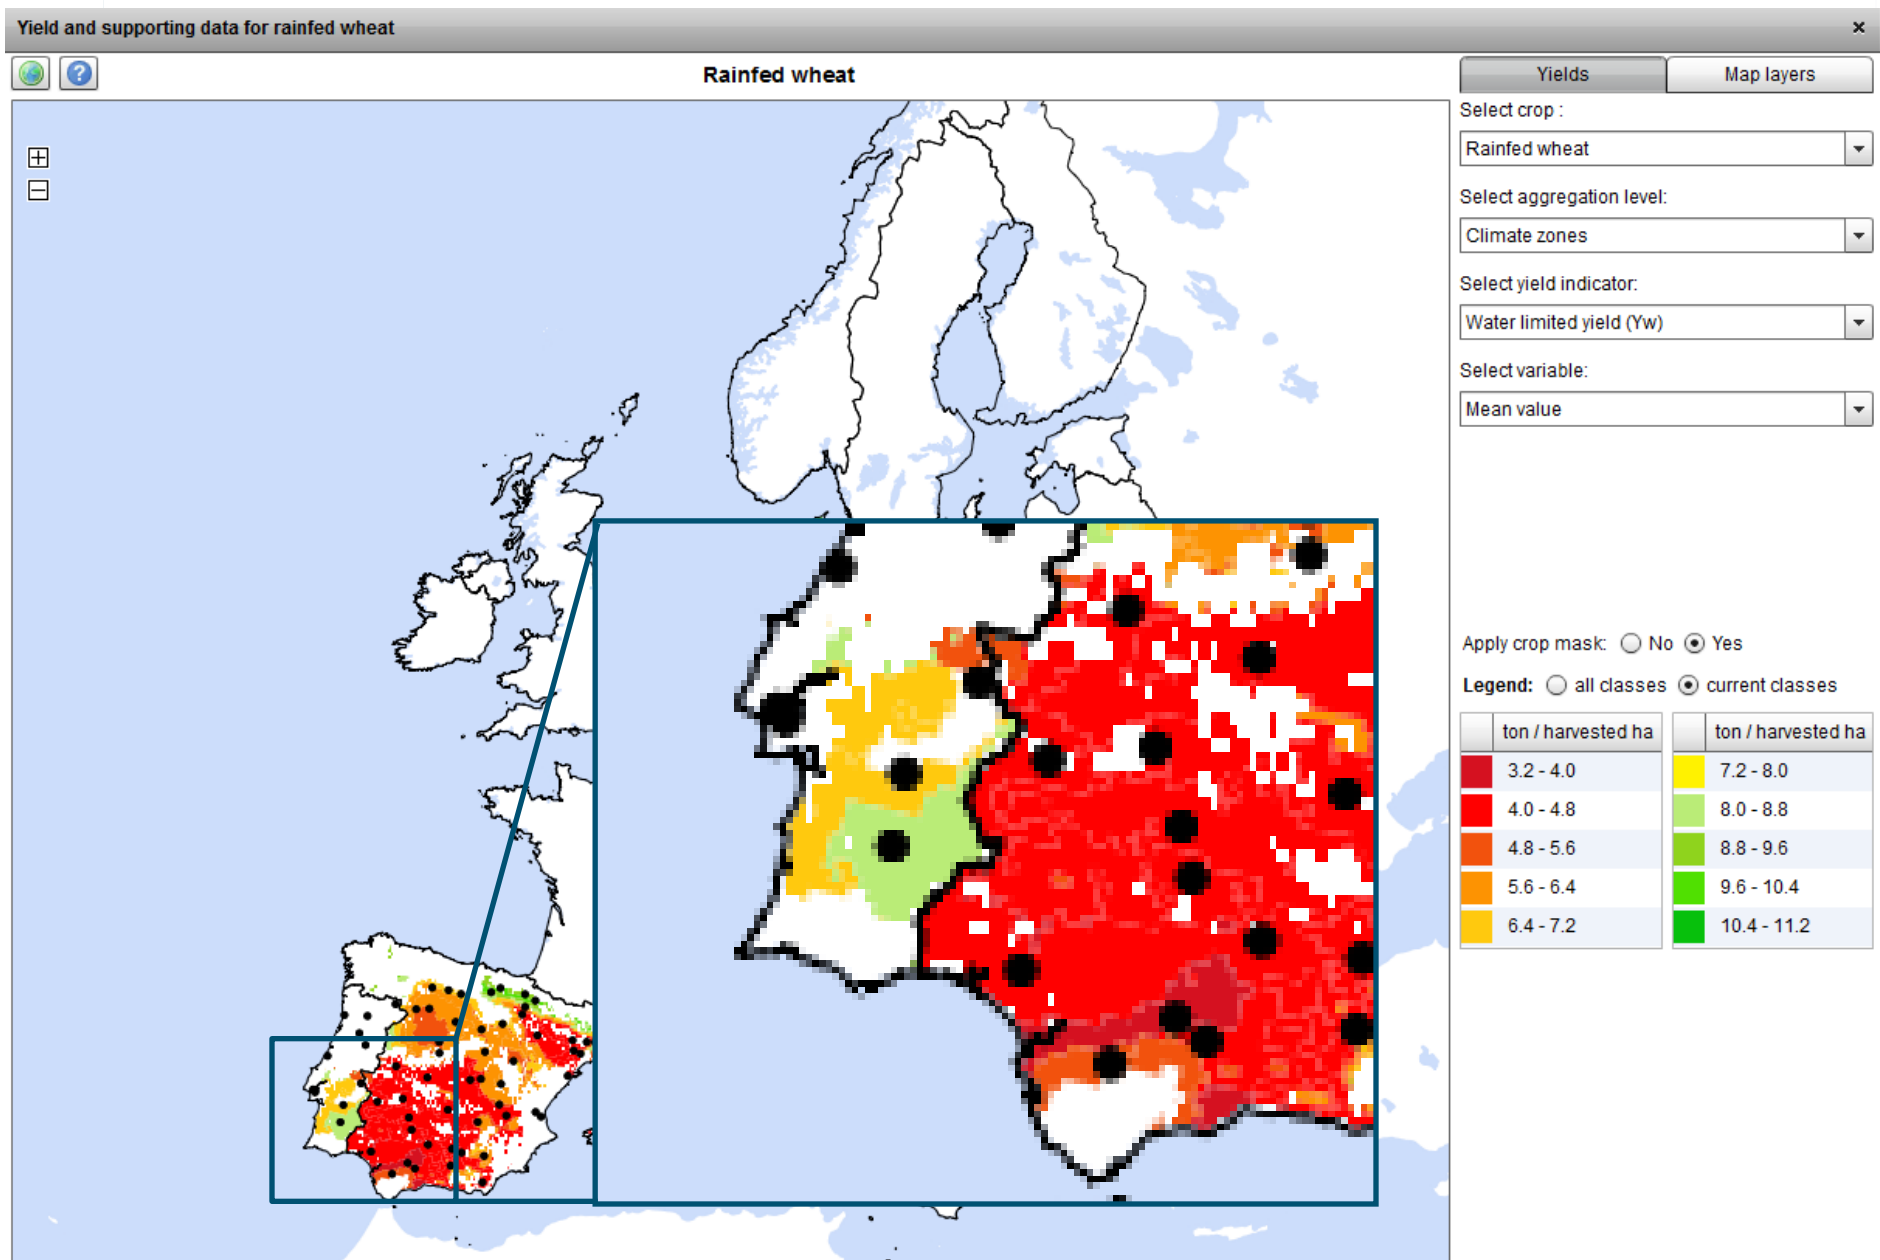 Yield and supporting data for rainfed wheat
Rainfed wheat
Yields
Map layers
Select crop :
Rainfed wheat
Select aggregation level:
Climate zones
Select yield indicator:
Water limited yield (Yw)
Select variable:
Mean value
Apply crop mask: No Yes
Legend: all classes current classes
ton / harvested ha
3.2 - 4.0
4.0 - 4.8
4.8 - 5.6
5.6 - 6.4
6.4 - 7.2
ton / harvested ha
7.2 - 8.0
8.0 - 8.8
8.8 - 9.6
9.6 - 10.4
10.4 - 11.2